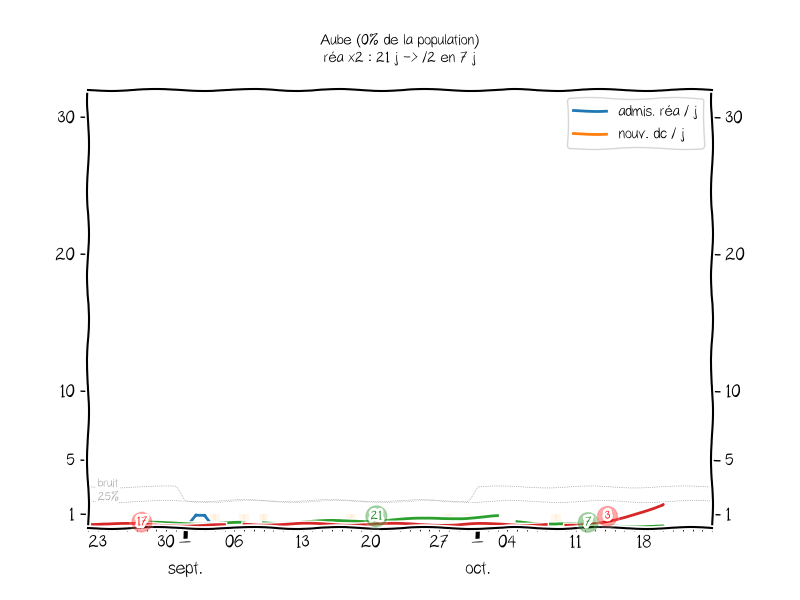 Aube (0% de la population)
réa x2 : 21 j -> /2 en 7 j
admis. réa / j
nouv. dc / j
30 30
20 20
10 10
5 5
bruit
25%
1 1
17 21 7 3
23 30 06 13 20 27 04 11 18
sept. oct.